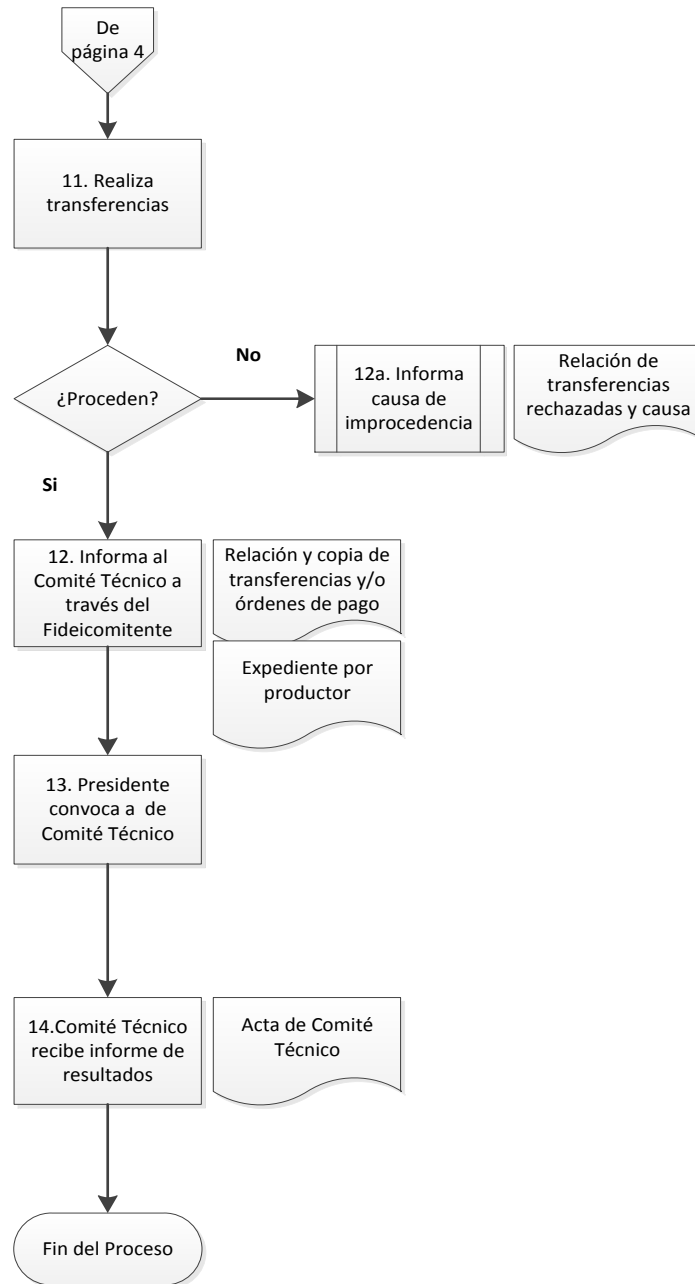 De
página 4
11. Realiza
transferencias
¿Proceden?
No
12a. Informa
causa de
improcedencia
Relación de
transferencias
rechazadas y causa
Si
12. Informa al
Comité Técnico a
través del
Fideicomitente
Relación y copia de
transferencias y/o
órdenes de pago
Expediente por
productor
13. Presidente
convoca a  de
Comité Técnico
14.Comité Técnico
recibe informe de
resultados
Acta de Comité
Técnico
Fin del Proceso